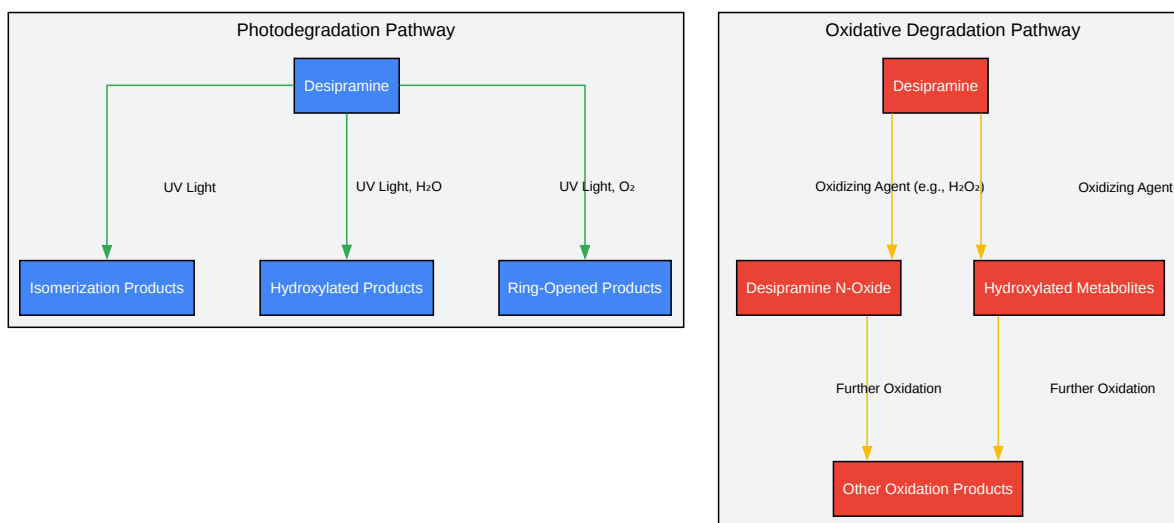 Photodegradation Pathway
Desipramine
UV Light
UV Light, H₂O
UV Light, O₂
Isomerization Products
Hydroxylated Products
Ring-Opened Products
Oxidative Degradation Pathway
Desipramine
Oxidizing Agent (e.g., H₂O₂)
Oxidizing Agent
Desipramine N-Oxide
Hydroxylated Metabolites
Further Oxidation
Further Oxidation
Other Oxidation Products